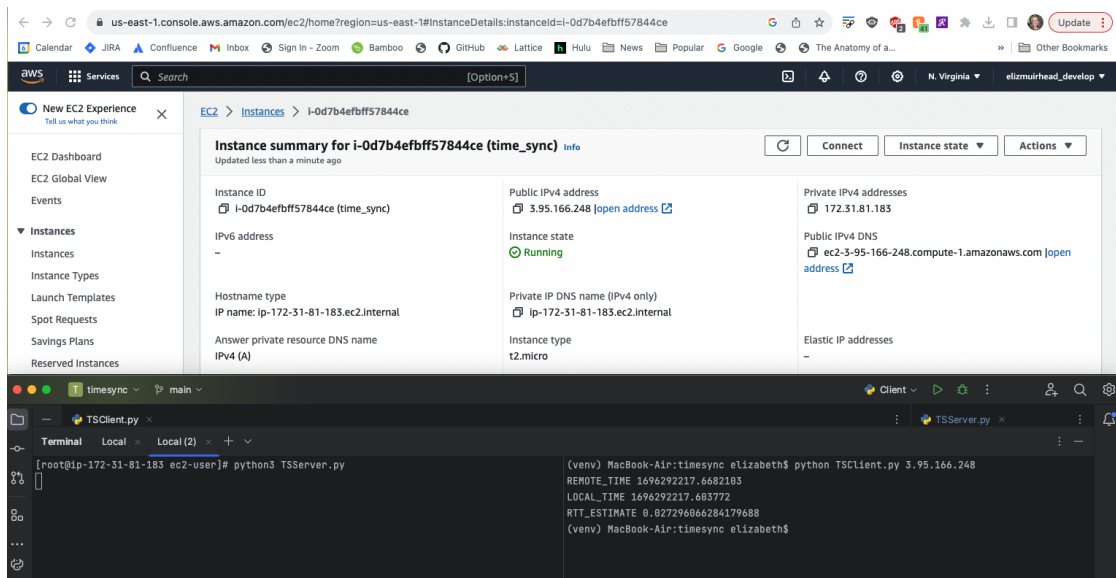 us-east-1.console.aws.amazon.com/ec2/home?region=us-east-1#InstanceDetails:instanceId=i-0d7b4efbff57844ce
2
41
Update
6 Calendar JIRA Confluence Inbox Sign In - Zoom Bamboo GitHub Lattice h Hulu News Popular G Google The Anatomy of a... » Other Bookmarks
aws Services Search [Option+S] N. Virginia ▼ elizmuirhead_develop ▼
New EC2 Experience
Tell us what you think
EC2 Dashboard
EC2 Global View
Events
▼ Instances
Instances
Instance Types
Launch Templates
Spot Requests
Savings Plans
Reserved Instances
EC2 > Instances > i-0d7b4efbff57844ce
Instance summary for i-0d7b4efbff57844ce (time_sync) Info
Updated less than a minute ago
Connect Instance state ▼ Actions ▼
Instance ID
i-0d7b4efbff57844ce (time_sync)
Public IPv4 address
3.95.166.248 |open address
Private IPv4 addresses
172.31.81.183
IPv6 address
–
Instance state
Running
Public IPv4 DNS
ec2-3-95-166-248.compute-1.amazonaws.com |open
address
Hostname type
IP name: ip-172-31-81-183.ec2.internal
Private IP DNS name (IPv4 only)
ip-172-31-81-183.ec2.internal
Answer private resource DNS name
IPv4 (A)
Instance type
t2.micro
Elastic IP addresses
–
T timesync main Client
TSClient.py × TSServer.py ×
Terminal Local × Local (2) × +
[root@ip-172-31-81-183 ec2-user]# python3 TSServer.py
(venv) MacBook-Air:timesync elizabeth$ python TSClient.py 3.95.166.248
REMOTE_TIME 1696292217.6682103
LOCAL_TIME 1696292217.603772
RTT_ESTIMATE 0.027296066284179688
(venv) MacBook-Air:timesync elizabeth$